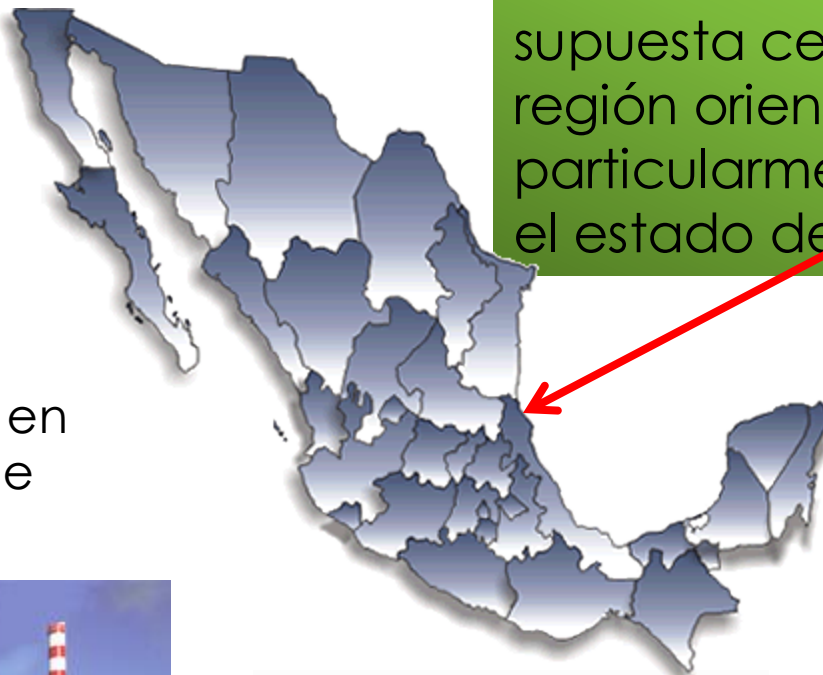 supuesta ce
región orien
particularme
el estado de
en
e